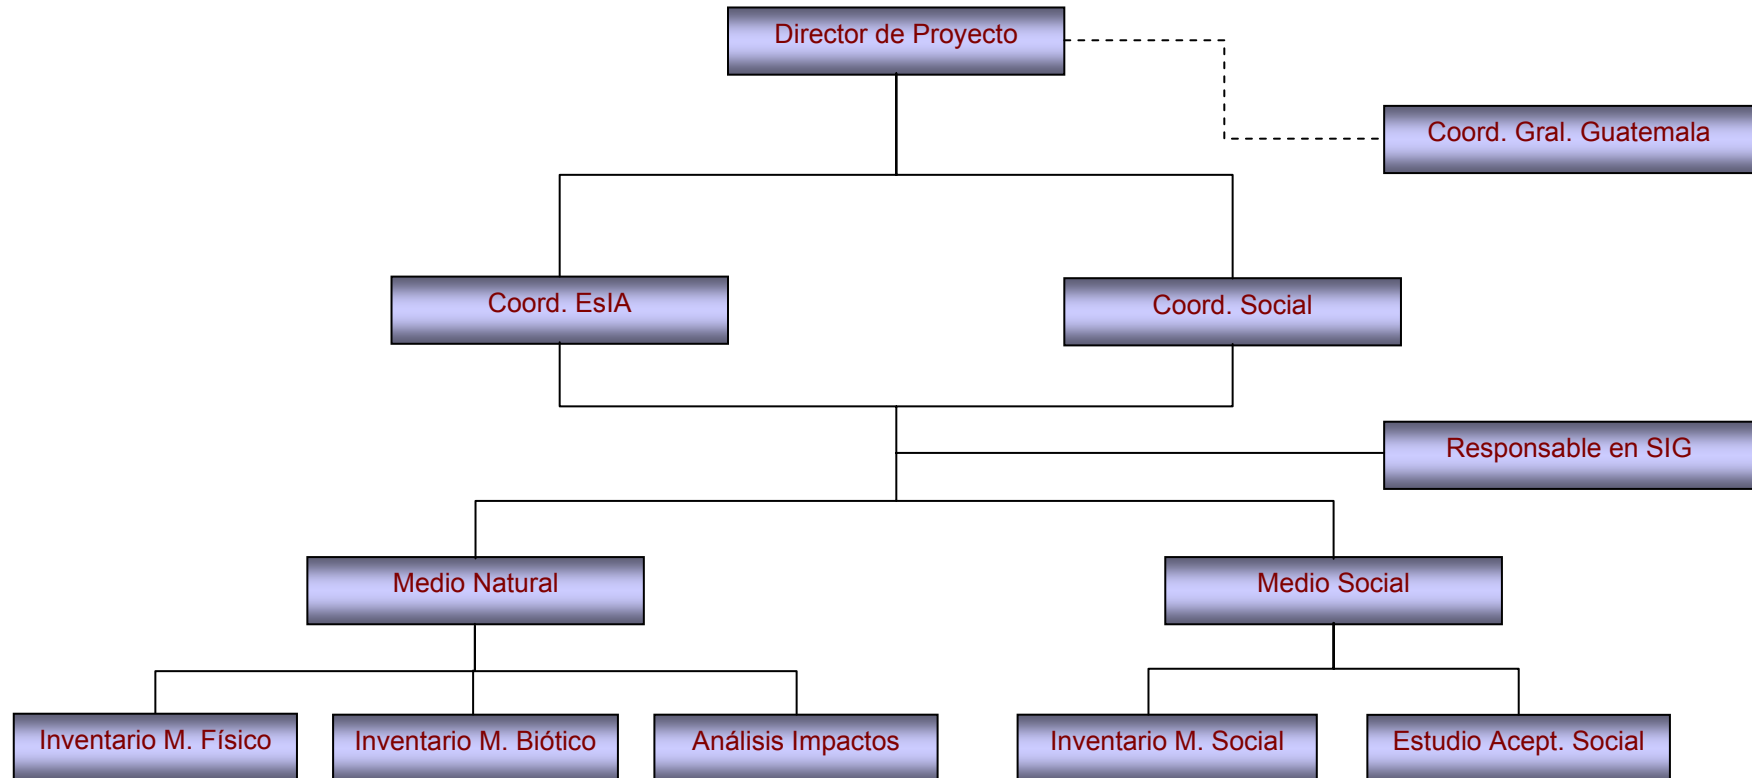 Director de Proyecto
Coord. Gral. Guatemala
Coord. EsIA
Coord. Social
Responsable en SIG
Medio Natural
Medio Social
Inventario M. Físico
Inventario M. Biótico
Análisis Impactos
Inventario M. Social
Estudio Acept. Social